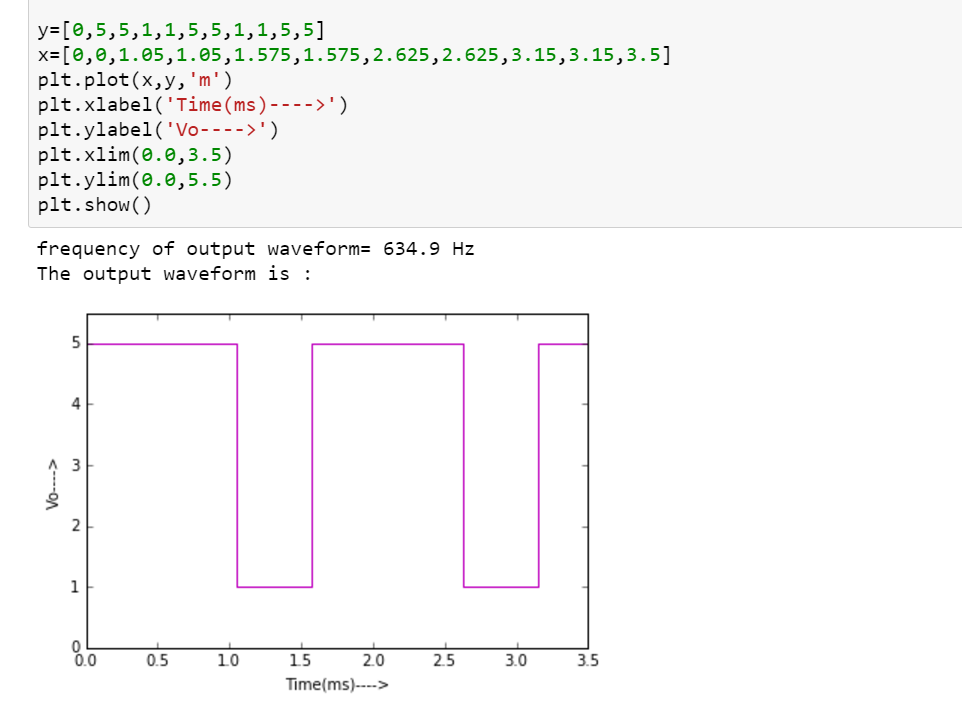 y=[0,5,5,1,1,5,5,1,1,5,5]
x=[0,0,1.05,1.05,1.575,1.575,2.625,2.625,3.15,3.15,3.5]
plt.plot(x,y,'m')
plt.xlabel('Time(ms)---->')
plt.ylabel('Vo---->')
plt.xlim(0.0,3.5)
plt.ylim(0.0,5.5)
plt.show()
frequency of output waveform= 634.9 Hz
The output waveform is :
5
4
3
Vo---->
2
1
0
0.0 0.5 1.0 1.5 2.0 2.5 3.0 3.5
Time(ms)---->